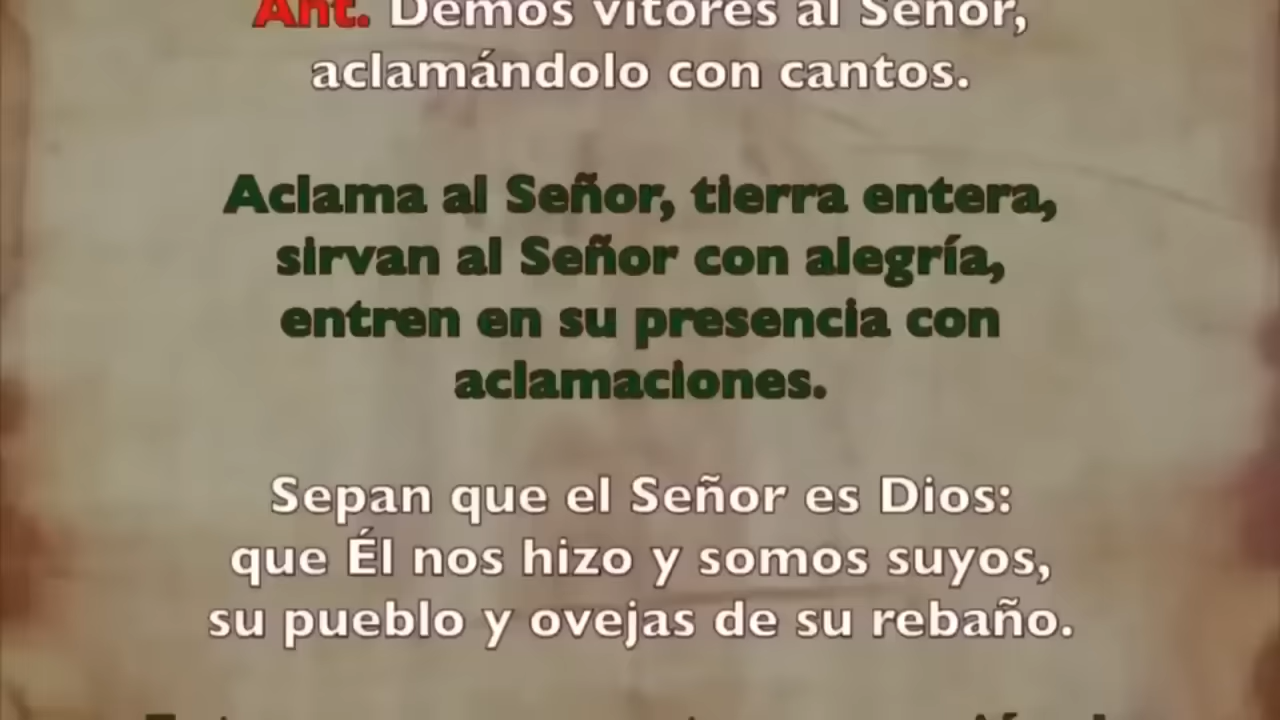 Ant. Demos vítores al Señor,
aclamándolo con cantos.
Aclama al Señor, tierra entera,
sirvan al Señor con alegría,
entren en su presencia con
aclamaciones.
Sepan que el Señor es Dios:
que Él nos hizo y somos suyos,
su pueblo y ovejas de su rebaño.